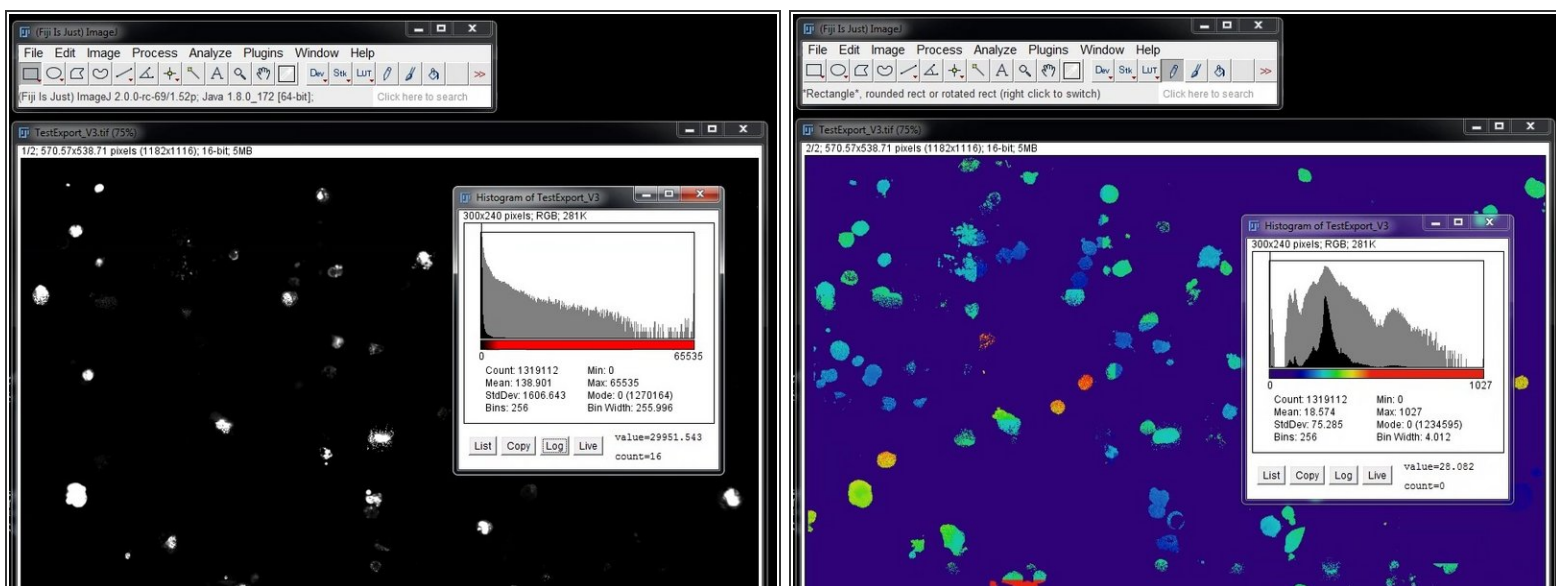 (Fiji Is Just) ImageJ
File Edit Image Process Analyze Plugins Window Help
A Dev Stk LUT >>
(Fiji Is Just) ImageJ 2.0.0-rc-69/1.52p; Java 1.8.0_172 [64-bit]; Click here to search
TestExport_V3.tif (75%)
1/2; 570.57x538.71 pixels (1182x1116); 16-bit; 5MB
Histogram of TestExport_V3
300x240 pixels; RGB; 281K
0 65535
Count: 1319112 Min: 0
Mean: 138.901 Max: 65535
StdDev: 1606.643 Mode: 0 (1270164)
Bins: 256 Bin Width: 255.996
List Copy Log Live value=29951.543
count=16
(Fiji Is Just) ImageJ
File Edit Image Process Analyze Plugins Window Help
A Dev Stk LUT >>
*Rectangle*, rounded rect or rotated rect (right click to switch) Click here to search
TestExport_V3.tif (75%)
2/2; 570.57x538.71 pixels (1182x1116); 16-bit; 5MB
Histogram of TestExport_V3
300x240 pixels; RGB; 281K
0 1027
Count: 1319112 Min: 0
Mean: 18.574 Max: 1027
StdDev: 75.285 Mode: 0 (1234595)
Bins: 256 Bin Width: 4.012
List Copy Log Live value=28.082
count=0